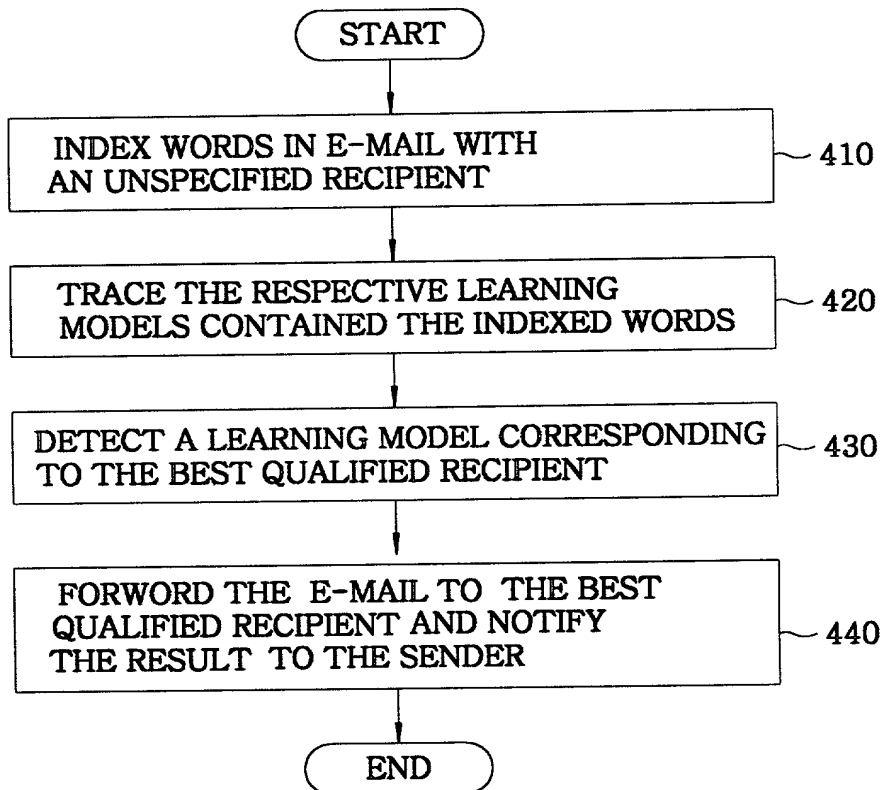 START
INDEX WORDS IN E-MAIL WITH
AN UNSPECIFIED RECIPIENT
410
TRACE THE RESPECTIVE LEARNING
MODELS CONTAINED THE INDEXED WORDS
420
DETECT A LEARNING MODEL CORRESPONDING
TO THE BEST QUALIFIED RECIPIENT
430
FORWORD THE E-MAIL TO THE BEST
QUALIFIED RECIPIENT AND NOTIFY
THE RESULT TO THE SENDER
440
END